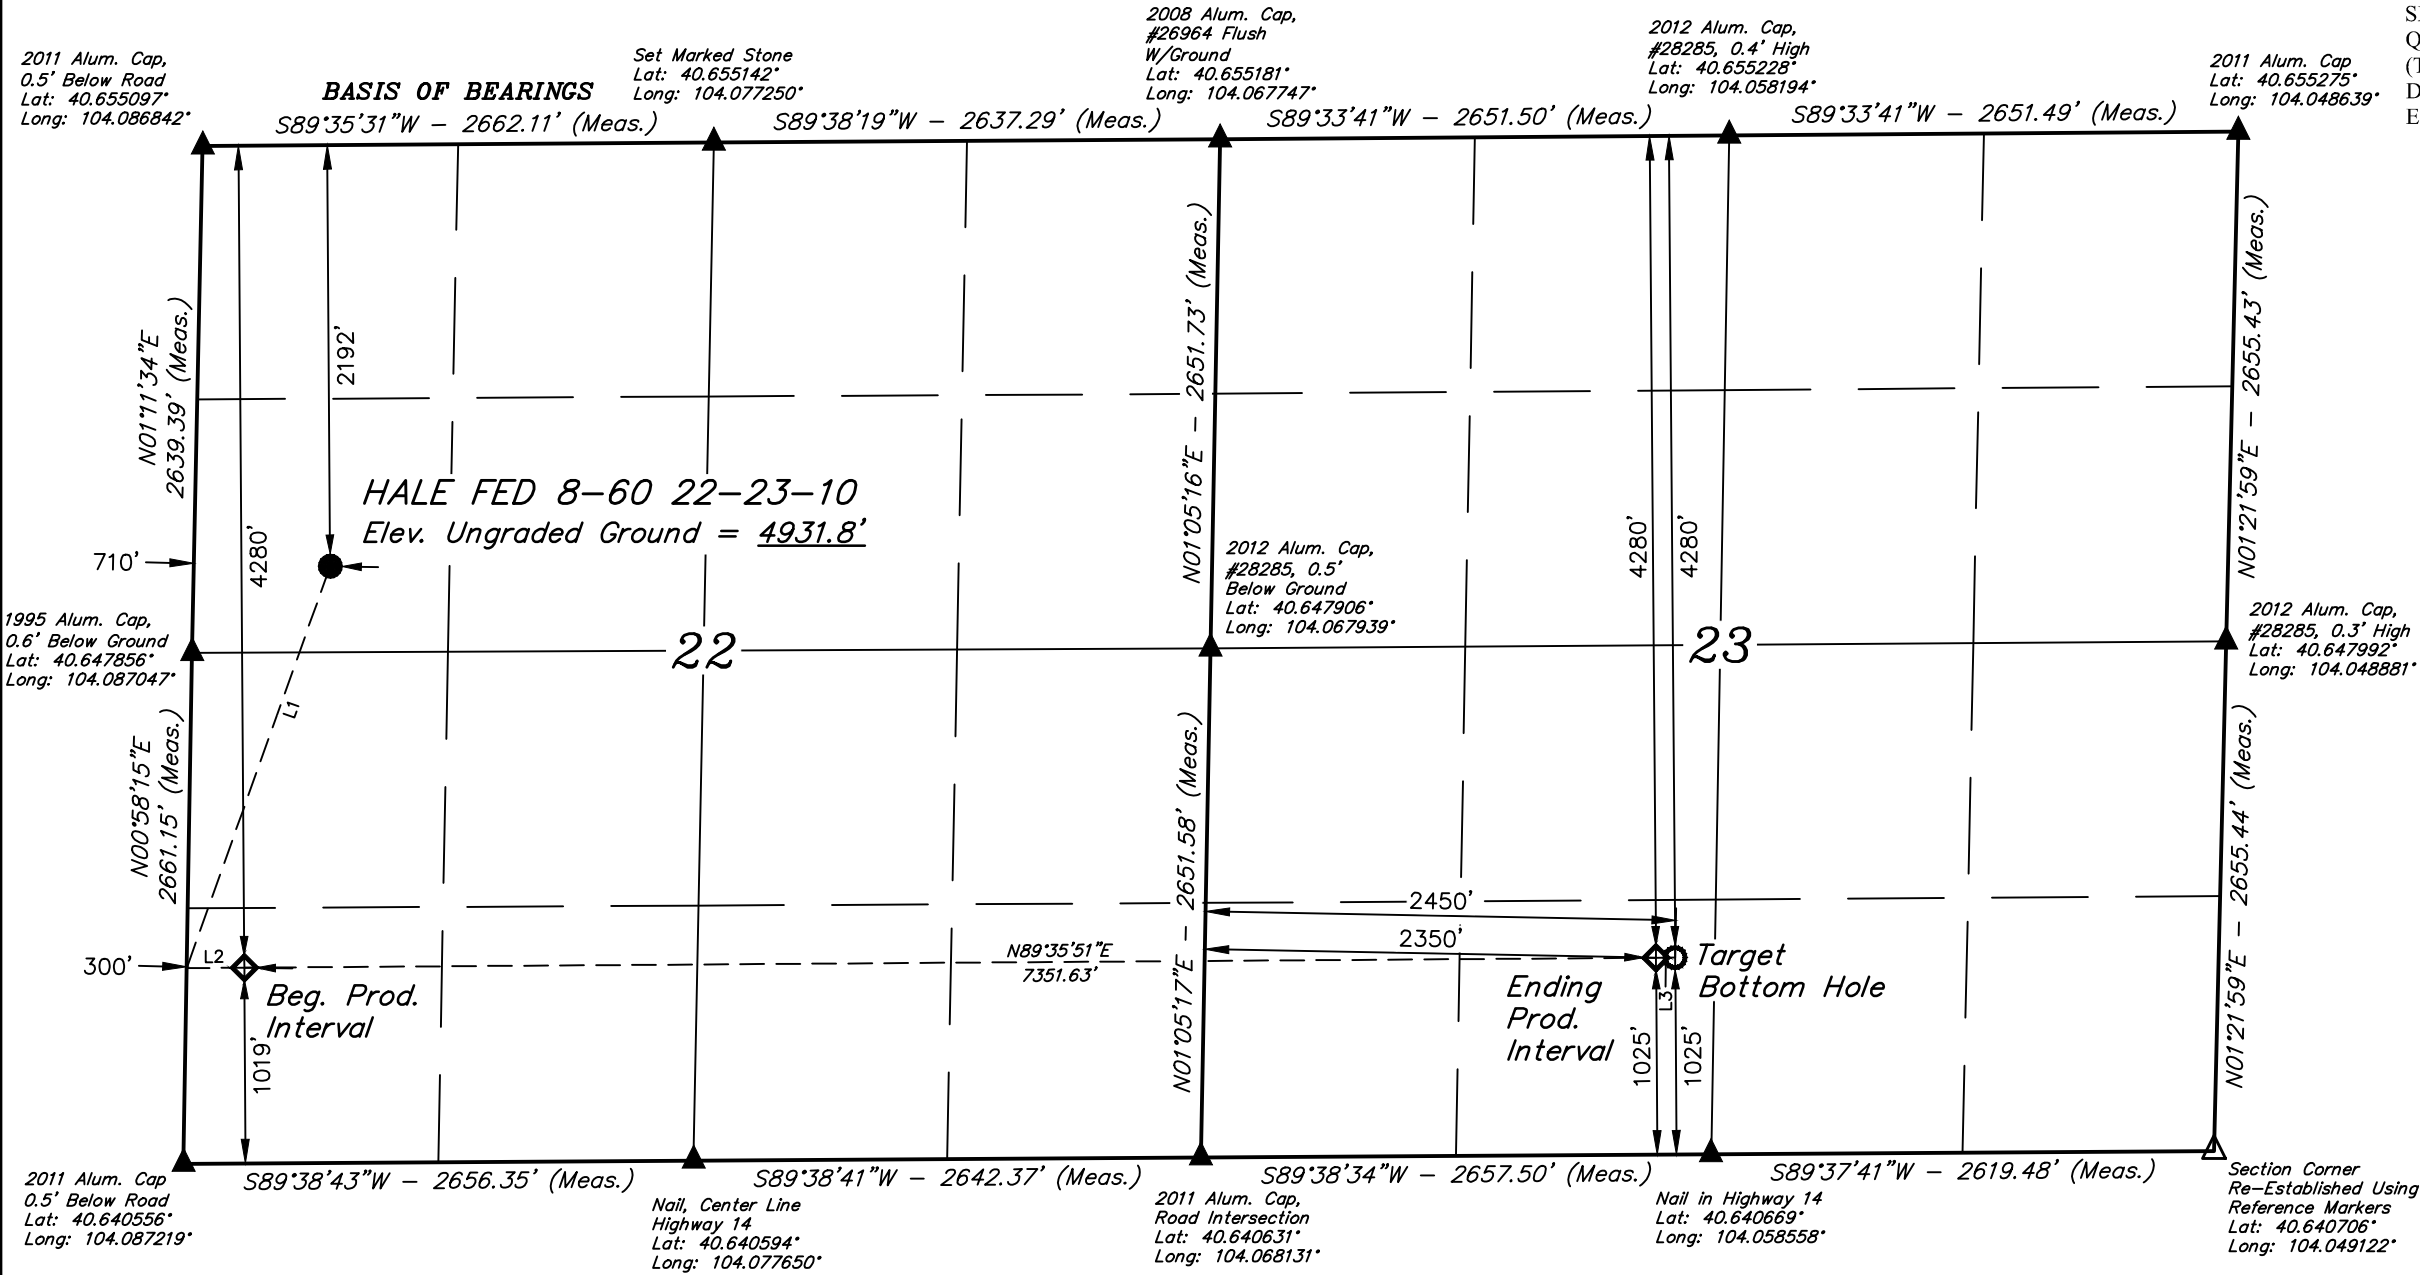 2011 Alum. Cap,
0.5' Below Road
Lat: 40.655097°
Long: 104.086842°
BASIS OF BEARINGS
S89°35'31"W – 2662.11' (Meas.)
Set Marked Stone
Lat: 40.655142°
Long: 104.077250°
S89°38'19"W – 2637.29' (Meas.)
2008 Alum. Cap,
#26964 Flush
W/Ground
Lat: 40.655181°
Long: 104.067747°
S89°33'41"W – 2651.50' (Meas.)
2012 Alum. Cap,
#28285, 0.4' High
Lat: 40.655228°
Long: 104.058194°
S89°33'41"W – 2651.49' (Meas.)
2011 Alum. Cap
Lat: 40.655275°
Long: 104.048639°
N01°11'34"E
2639.39' (Meas.)
2192'
4280'
HALE FED 8-60 22-23-10
Elev. Ungraded Ground = 4931.8'
710'
N01°05'16"E – 2651.73' (Meas.)
4280'
4280'
N01°21'59"E – 2655.43' (Meas.)
1995 Alum. Cap,
0.6' Below Ground
Lat: 40.647856°
Long: 104.087047°
L1
22
2012 Alum. Cap,
#28285, 0.5'
Below Ground
Lat: 40.647906°
Long: 104.067939°
23
2012 Alum. Cap,
#28285, 0.3' High
Lat: 40.647992°
Long: 104.048881°
N00°58'15"E
2661.15' (Meas.)
N01°05'17"E – 2651.58' (Meas.)
N01°21'59"E – 2655.44' (Meas.)
300'
L2
Beg. Prod.
Interval
1019'
N89°35'51"E
7351.63'
2450'
2350'
Ending
Prod.
Interval
L3
Target
Bottom Hole
1025'
1025'
2011 Alum. Cap
0.5' Below Road
Lat: 40.640556°
Long: 104.087219°
S89°38'43"W – 2656.35' (Meas.)
Nail, Center Line
Highway 14
Lat: 40.640594°
Long: 104.077650°
S89°38'41"W – 2642.37' (Meas.)
2011 Alum. Cap,
Road Intersection
Lat: 40.640631°
Long: 104.068131°
S89°38'34"W – 2657.50' (Meas.)
Nail in Highway 14
Lat: 40.640669°
Long: 104.058558°
S89°37'41"W – 2619.48' (Meas.)
Section Corner
Re-Established Using
Reference Markers
Lat: 40.640706°
Long: 104.049122°